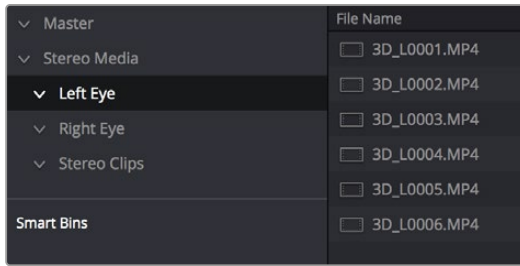 Master
Stereo Media
Left Eye
Right Eye
Stereo Clips
Smart Bins
File Name
3D_L0001.MP4
3D_L0002.MP4
3D_L0003.MP4
3D_L0004.MP4
3D_L0005.MP4
3D_L0006.MP4